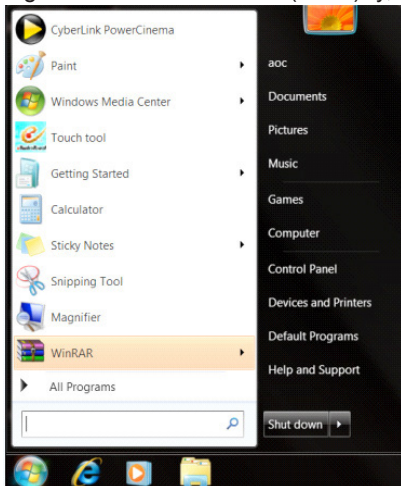 CyberLink PowerCinema
Paint
Windows Media Center
Touch tool
Getting Started
Calculator
Sticky Notes
Snipping Tool
Magnifier
WinRAR
All Programs
aoc
Documents
Pictures
Music
Games
Computer
Control Panel
Devices and Printers
Default Programs
Help and Support
Shut down